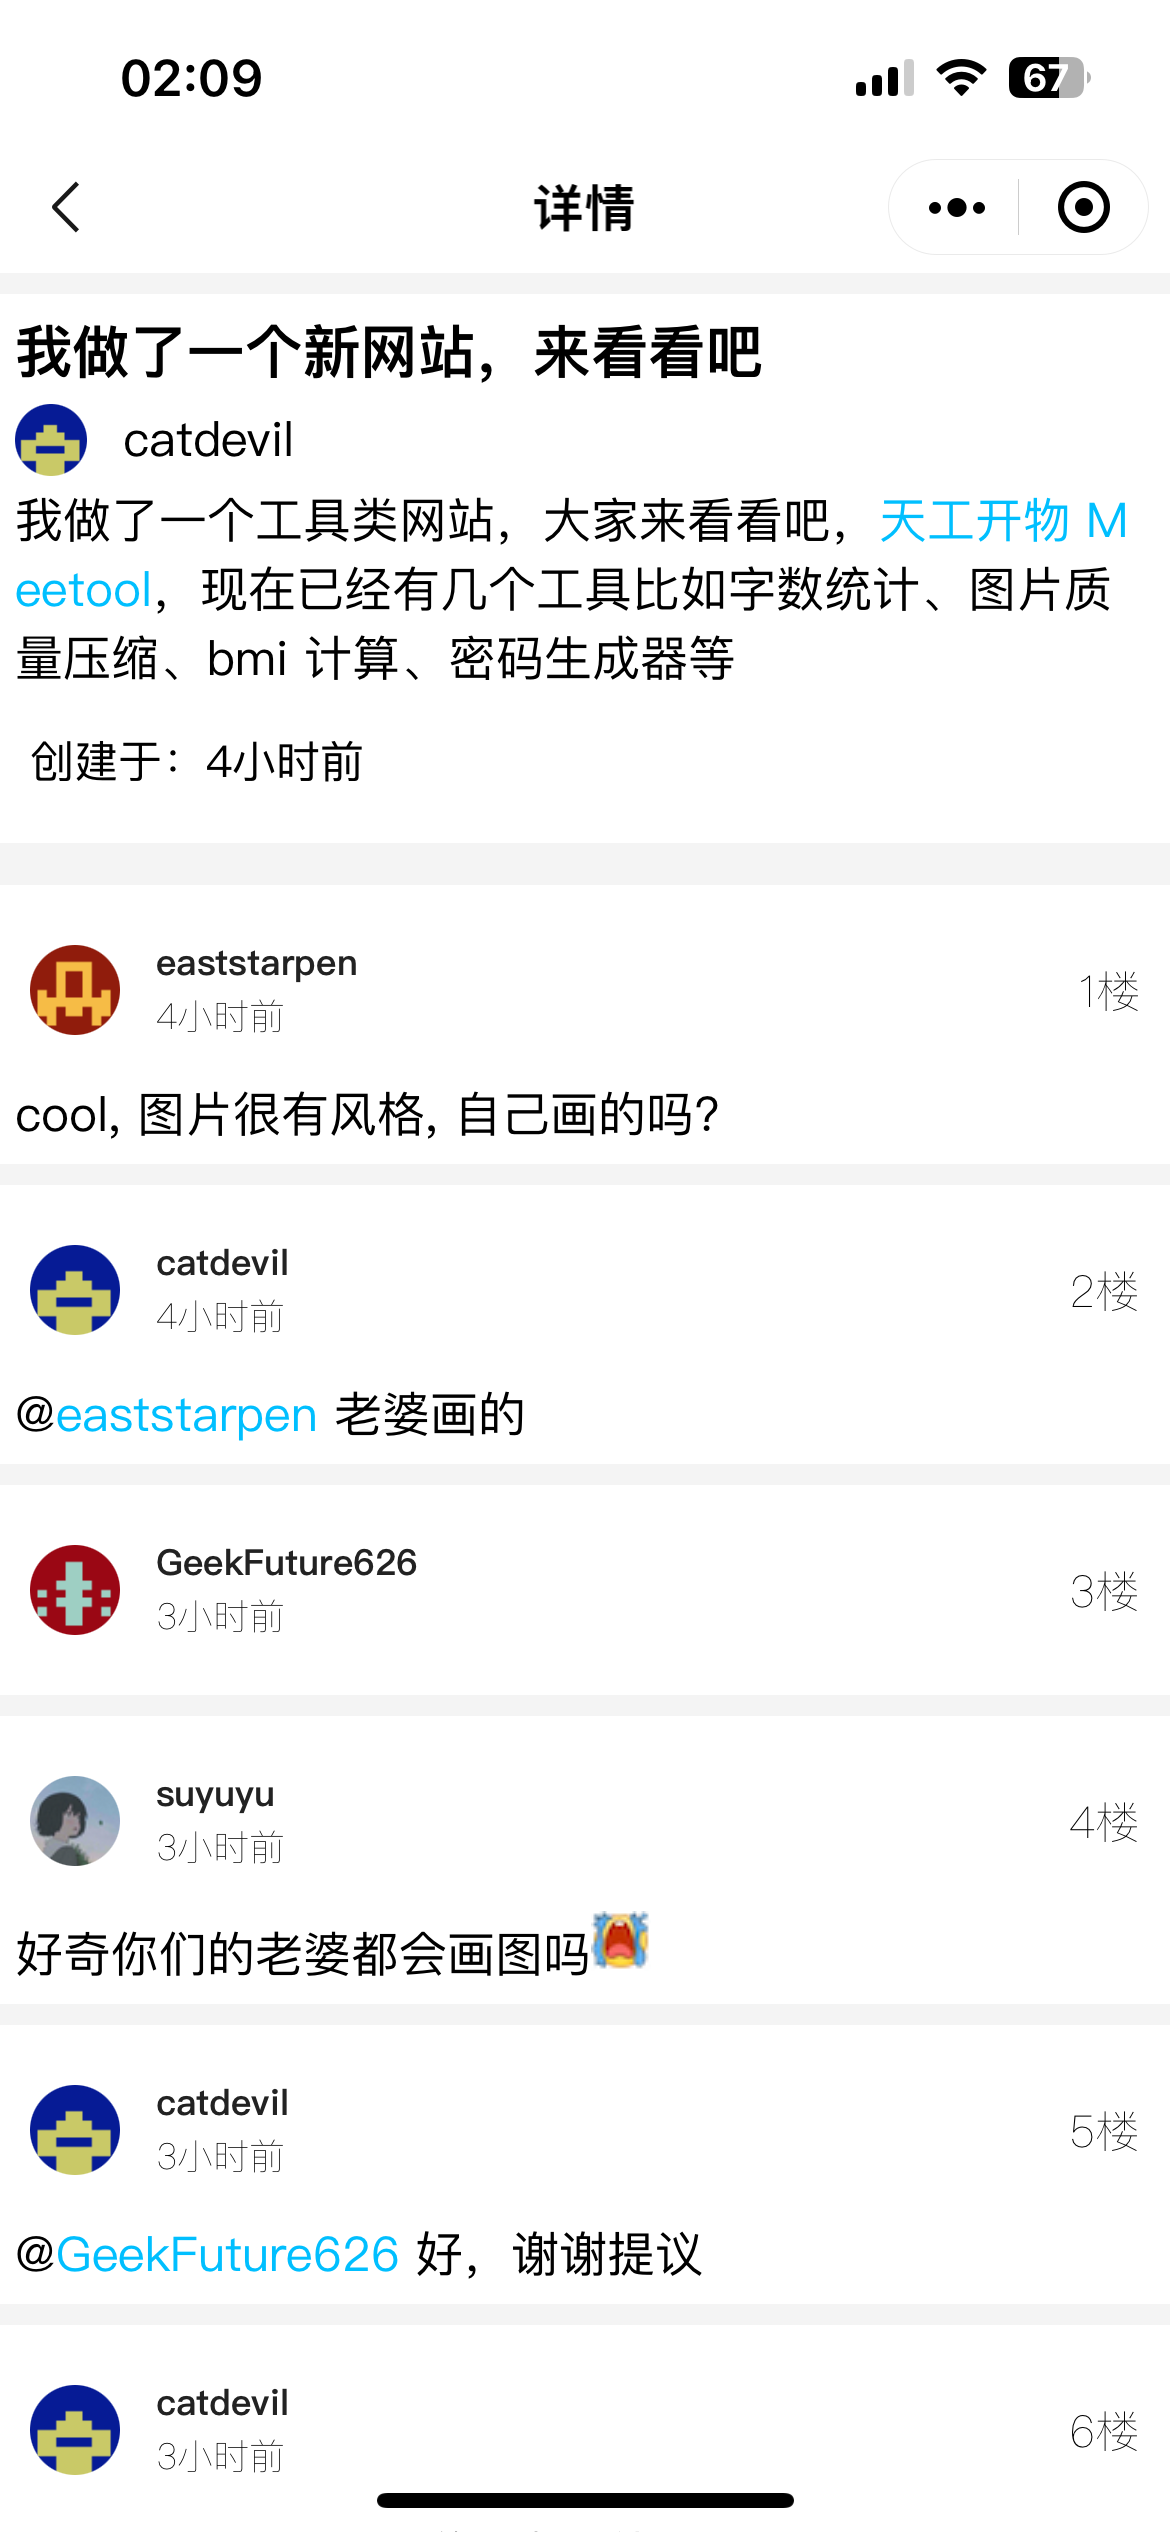 02:09
67
详情
我做了一个新网站，来看看吧
catdevil
我做了一个工具类网站，大家来看看吧，天工开物 M
eetool，现在已经有几个工具比如字数统计、图片质
量压缩、bmi 计算、密码生成器等
创建于：4小时前
eaststarpen
4小时前
1楼
cool, 图片很有风格, 自己画的吗?
catdevil
4小时前
2楼
@eaststarpen 老婆画的
GeekFuture626
3小时前
3楼
suyuyu
3小时前
4楼
好奇你们的老婆都会画图吗
catdevil
3小时前
5楼
@GeekFuture626 好，谢谢提议
catdevil
3小时前
6楼